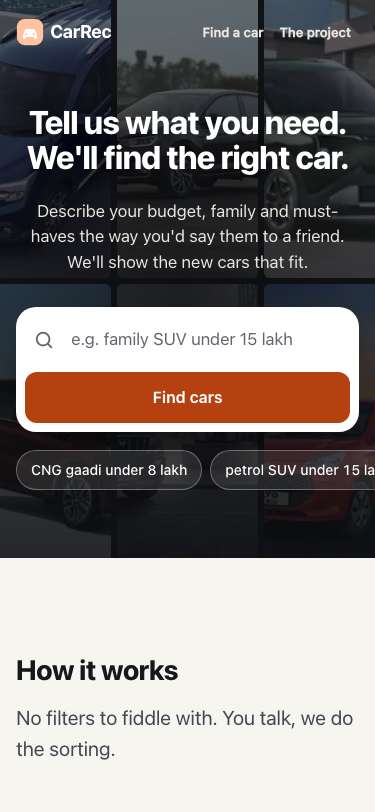 CarRec
Find a car
The project
Tell us what you need.
We'll find the right car.
Describe your budget, family and must-
haves the way you'd say them to a friend.
We'll show the new cars that fit.
e.g. family SUV under 15 lakh
Find cars
CNG gaadi under 8 lakh
petrol SUV under 15 la
How it works
No filters to fiddle with. You talk, we do
the sorting.